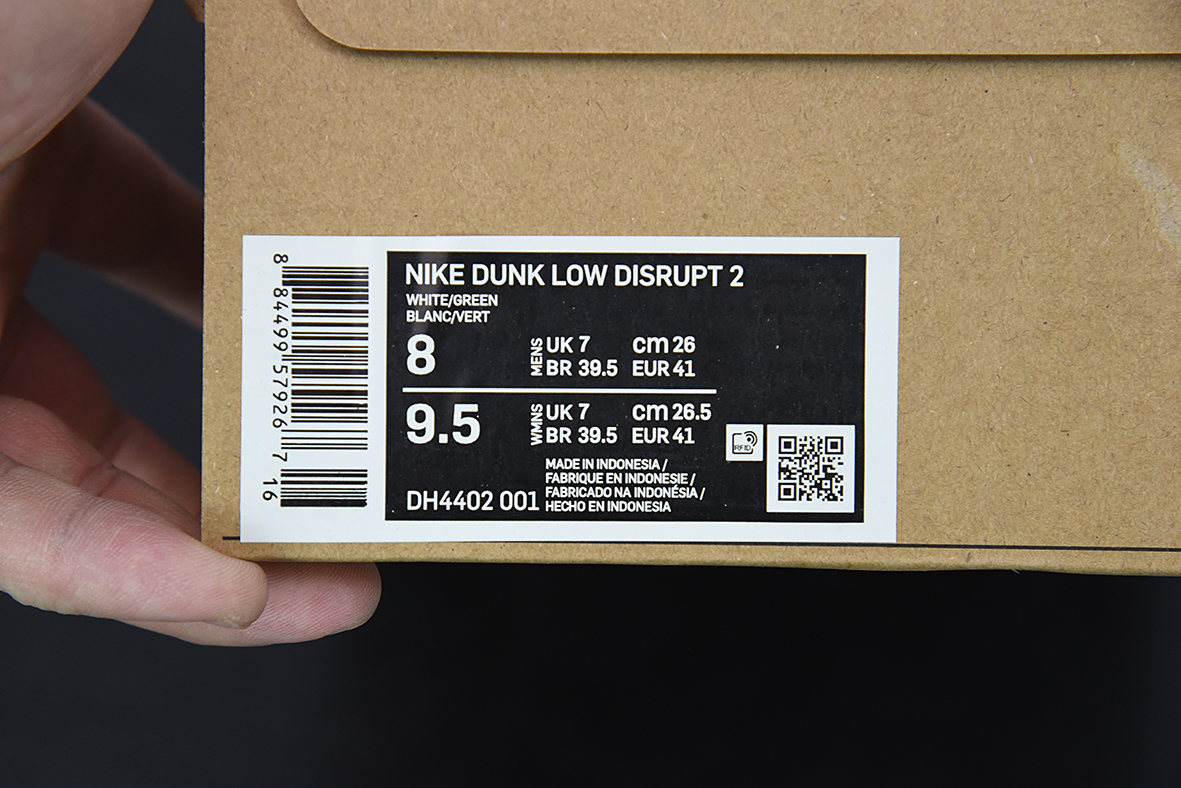 8 84499 57926 7 16
NIKE DUNK LOW DISRUPT 2
WHITE/GREEN
BLANC/VERT
8 MENS UK 7 cm 26
BR 39.5 EUR 41
9.5 WMNS UK 7 cm 26.5
BR 39.5 EUR 41
RFID
MADE IN INDONESIA /
FABRIQUE EN INDONESIE /
FABRICADO NA INDONÉSIA /
DH4402 001 HECHO EN INDONESIA